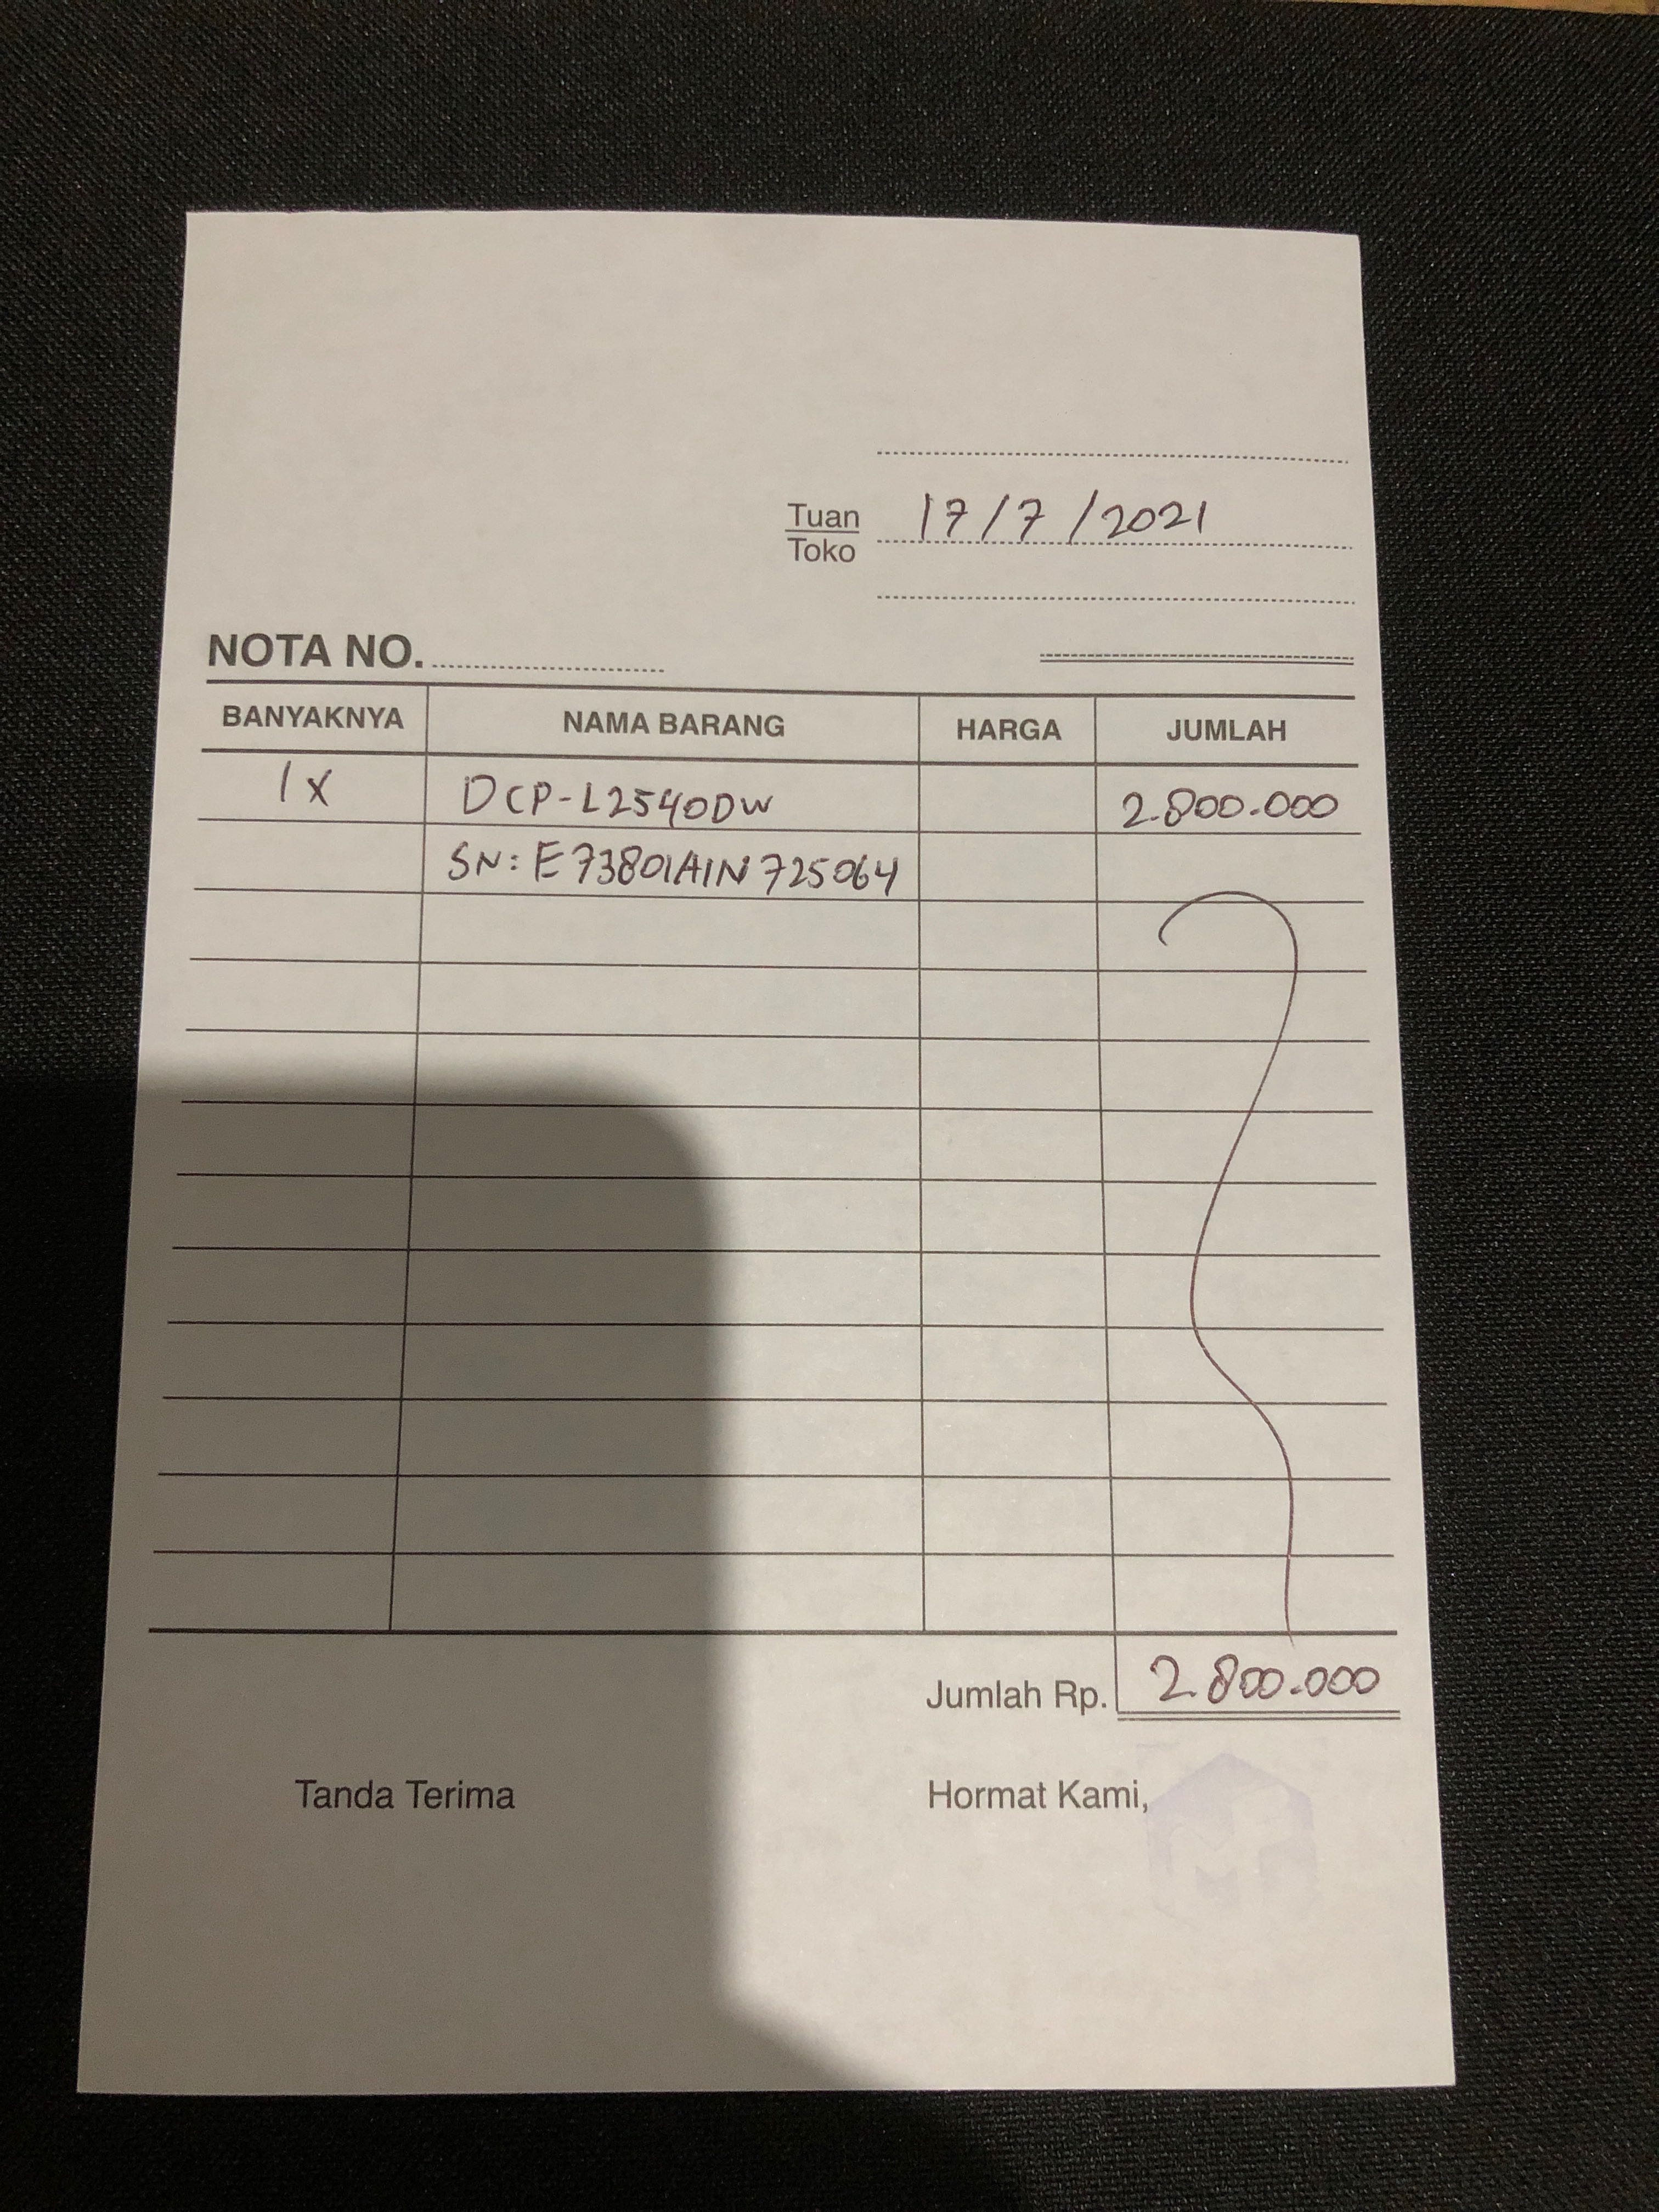 17/7/2021
Tuan
Toko
NOTA NO.
BANYAKNYA NAMA BARANG HARGA JUMLAH
1x DCP-L2540DW 2.800.000
SN: E73801A1N725064
Jumlah Rp. 2.800.000
Tanda Terima Hormat Kami,